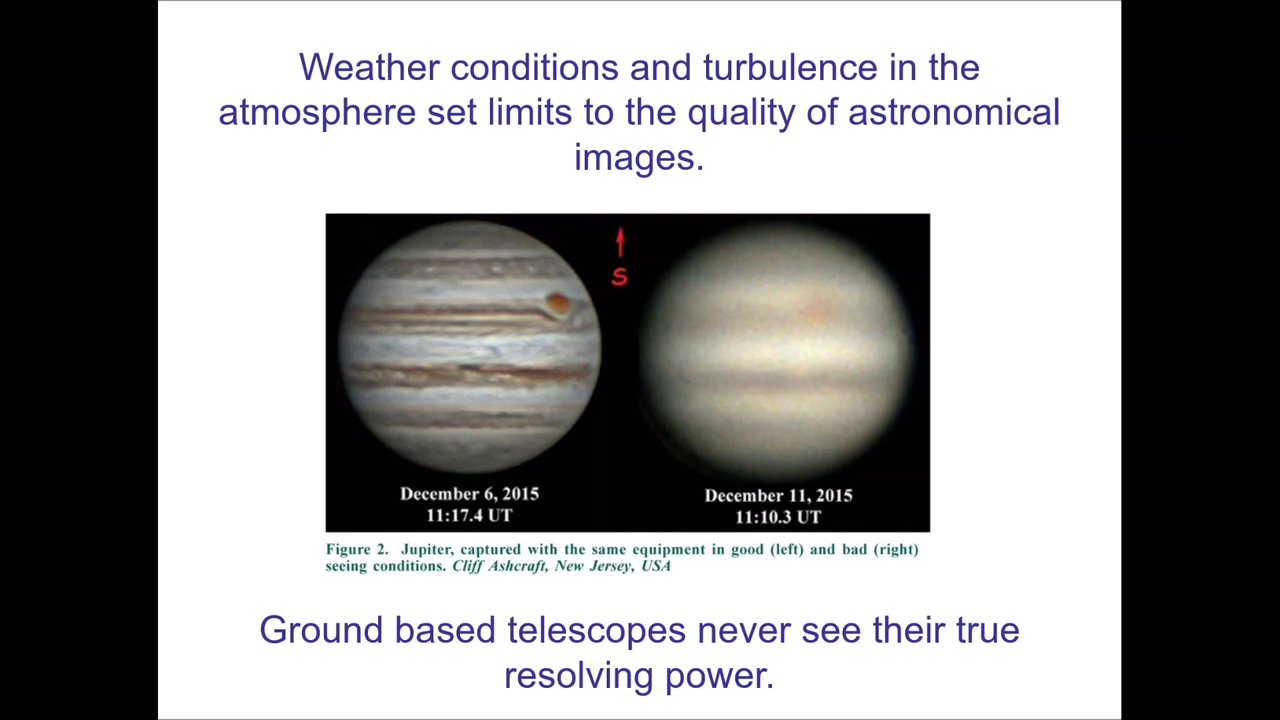 Weather conditions and turbulence in the
atmosphere set limits to the quality of astronomical
images.
S
December 6, 2015
11:17.4 UT
December 11, 2015
11:10.3 UT
Figure 2. Jupiter, captured with the same equipment in good (left) and bad (right)
seeing conditions. Cliff Ashcraft, New Jersey, USA
Ground based telescopes never see their true
resolving power.